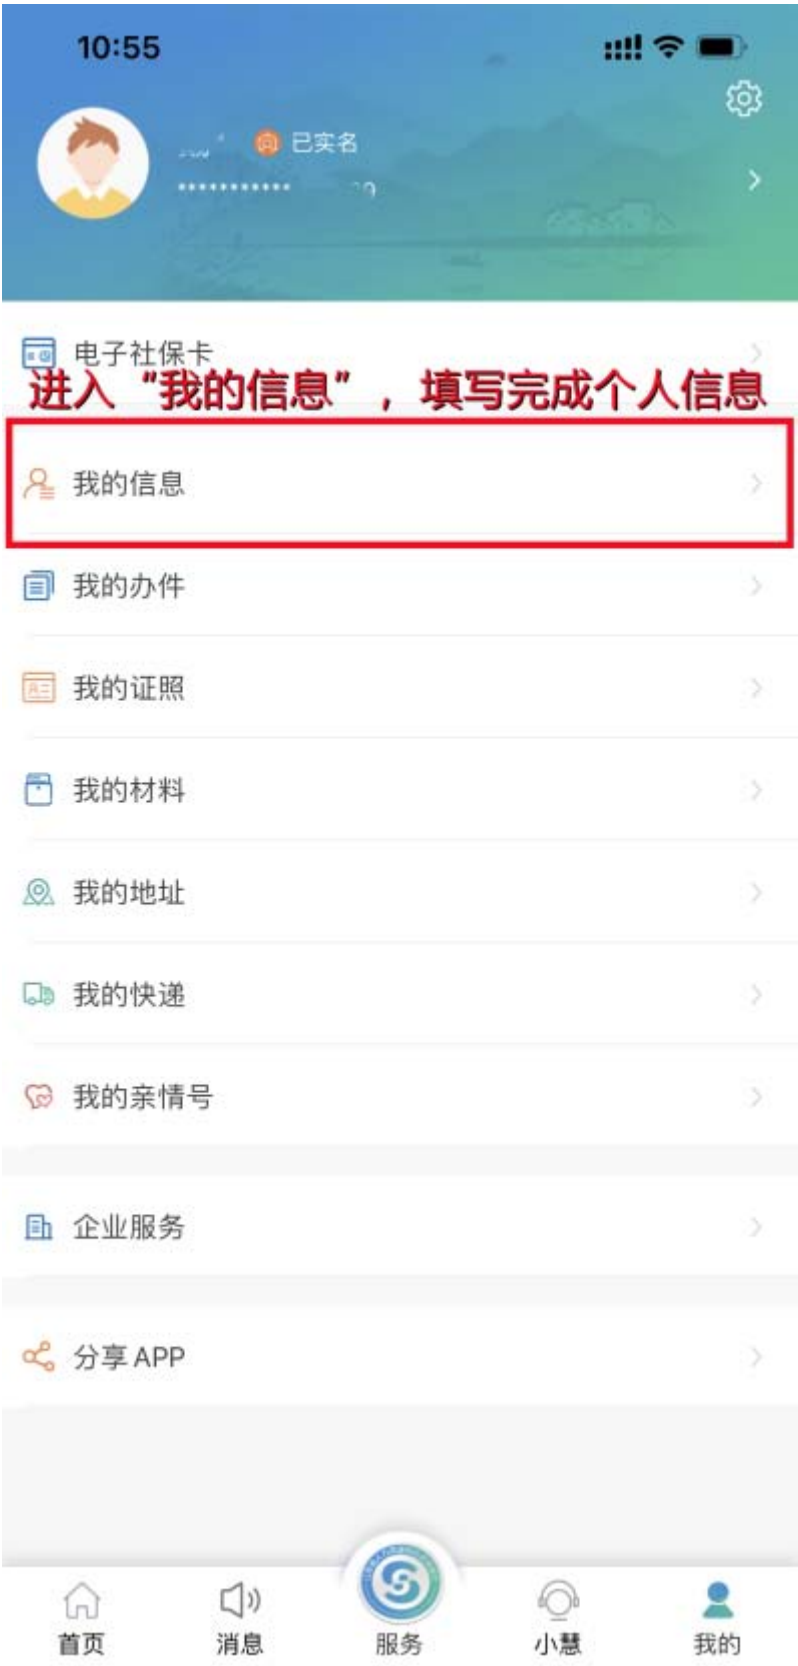 10:55
已实名
***********
电子社保卡
进入“我的信息”，填写完成个人信息
我的信息
我的办件
我的证照
我的材料
我的地址
我的快递
我的亲情号
企业服务
分享APP
首页
消息
服务
小慧
我的